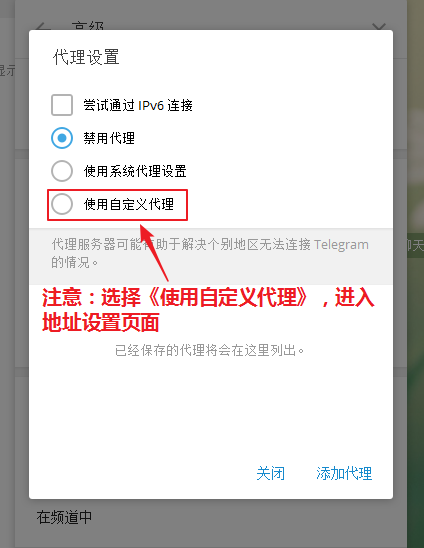 高级
显示
代理设置
尝试通过 IPv6 连接
禁用代理
使用系统代理设置
使用自定义代理
代理服务器可能有助于解决个别地区无法连接 Telegram
的情况。
聊天
注意：选择《使用自定义代理》，进入
地址设置页面
已经保存的代理将会在这里列出。
关闭 添加代理
在频道中